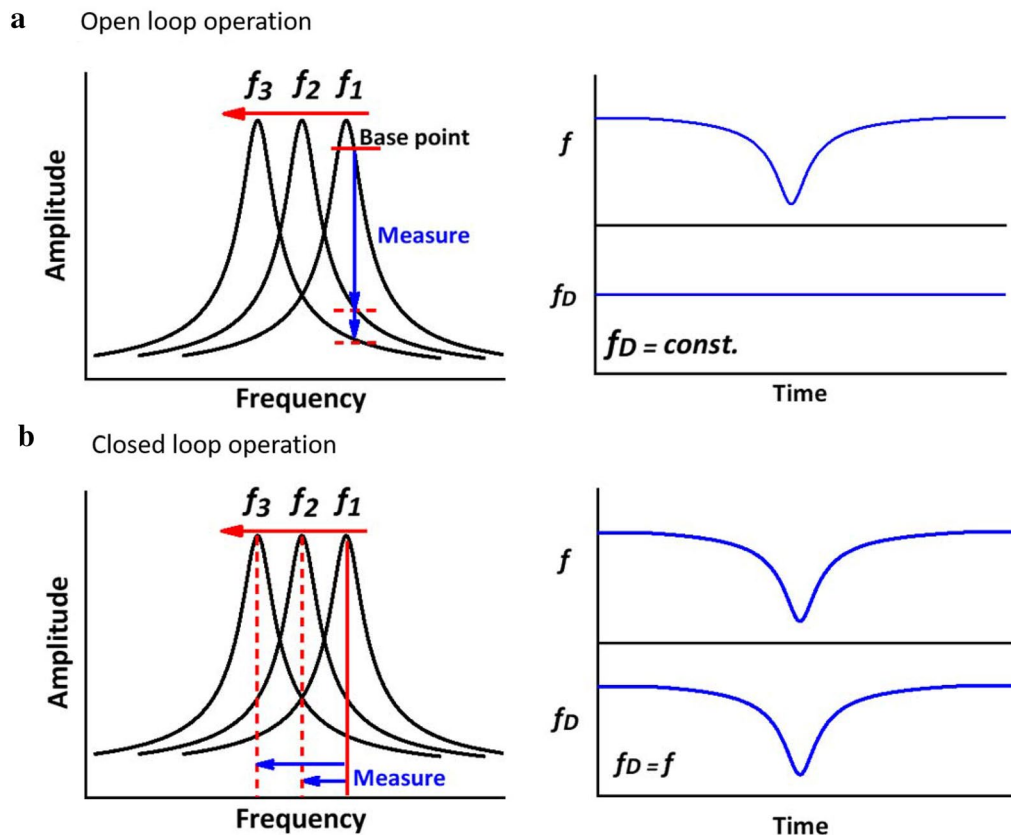 a Open loop operation
f3 f2 f1
Base point
Measure
Amplitude
Frequency
f
fD
fD = const.
Time
b Closed loop operation
f3 f2 f1
Measure
Amplitude
Frequency
f
fD
fD = f
Time